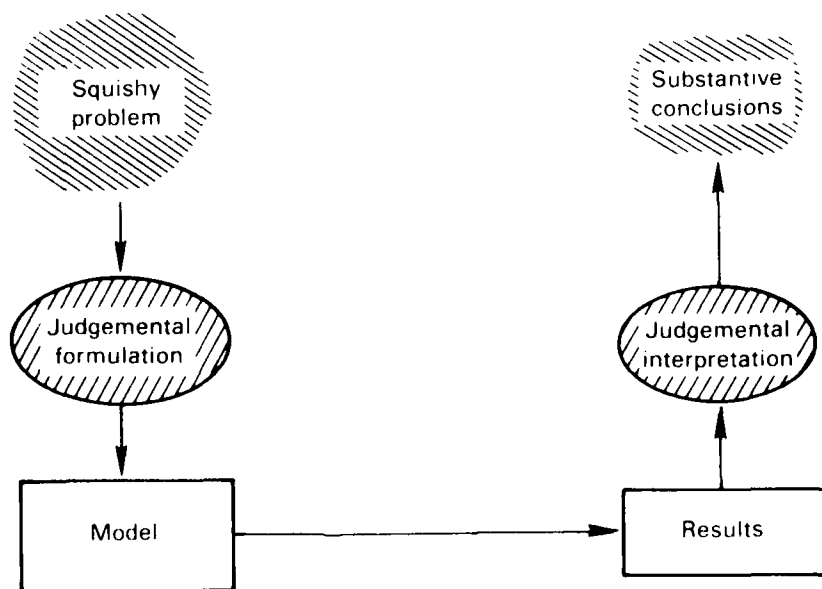 Squishy
problem
Judgemental
formulation
Model
Results
Judgemental
interpretation
Substantive
conclusions